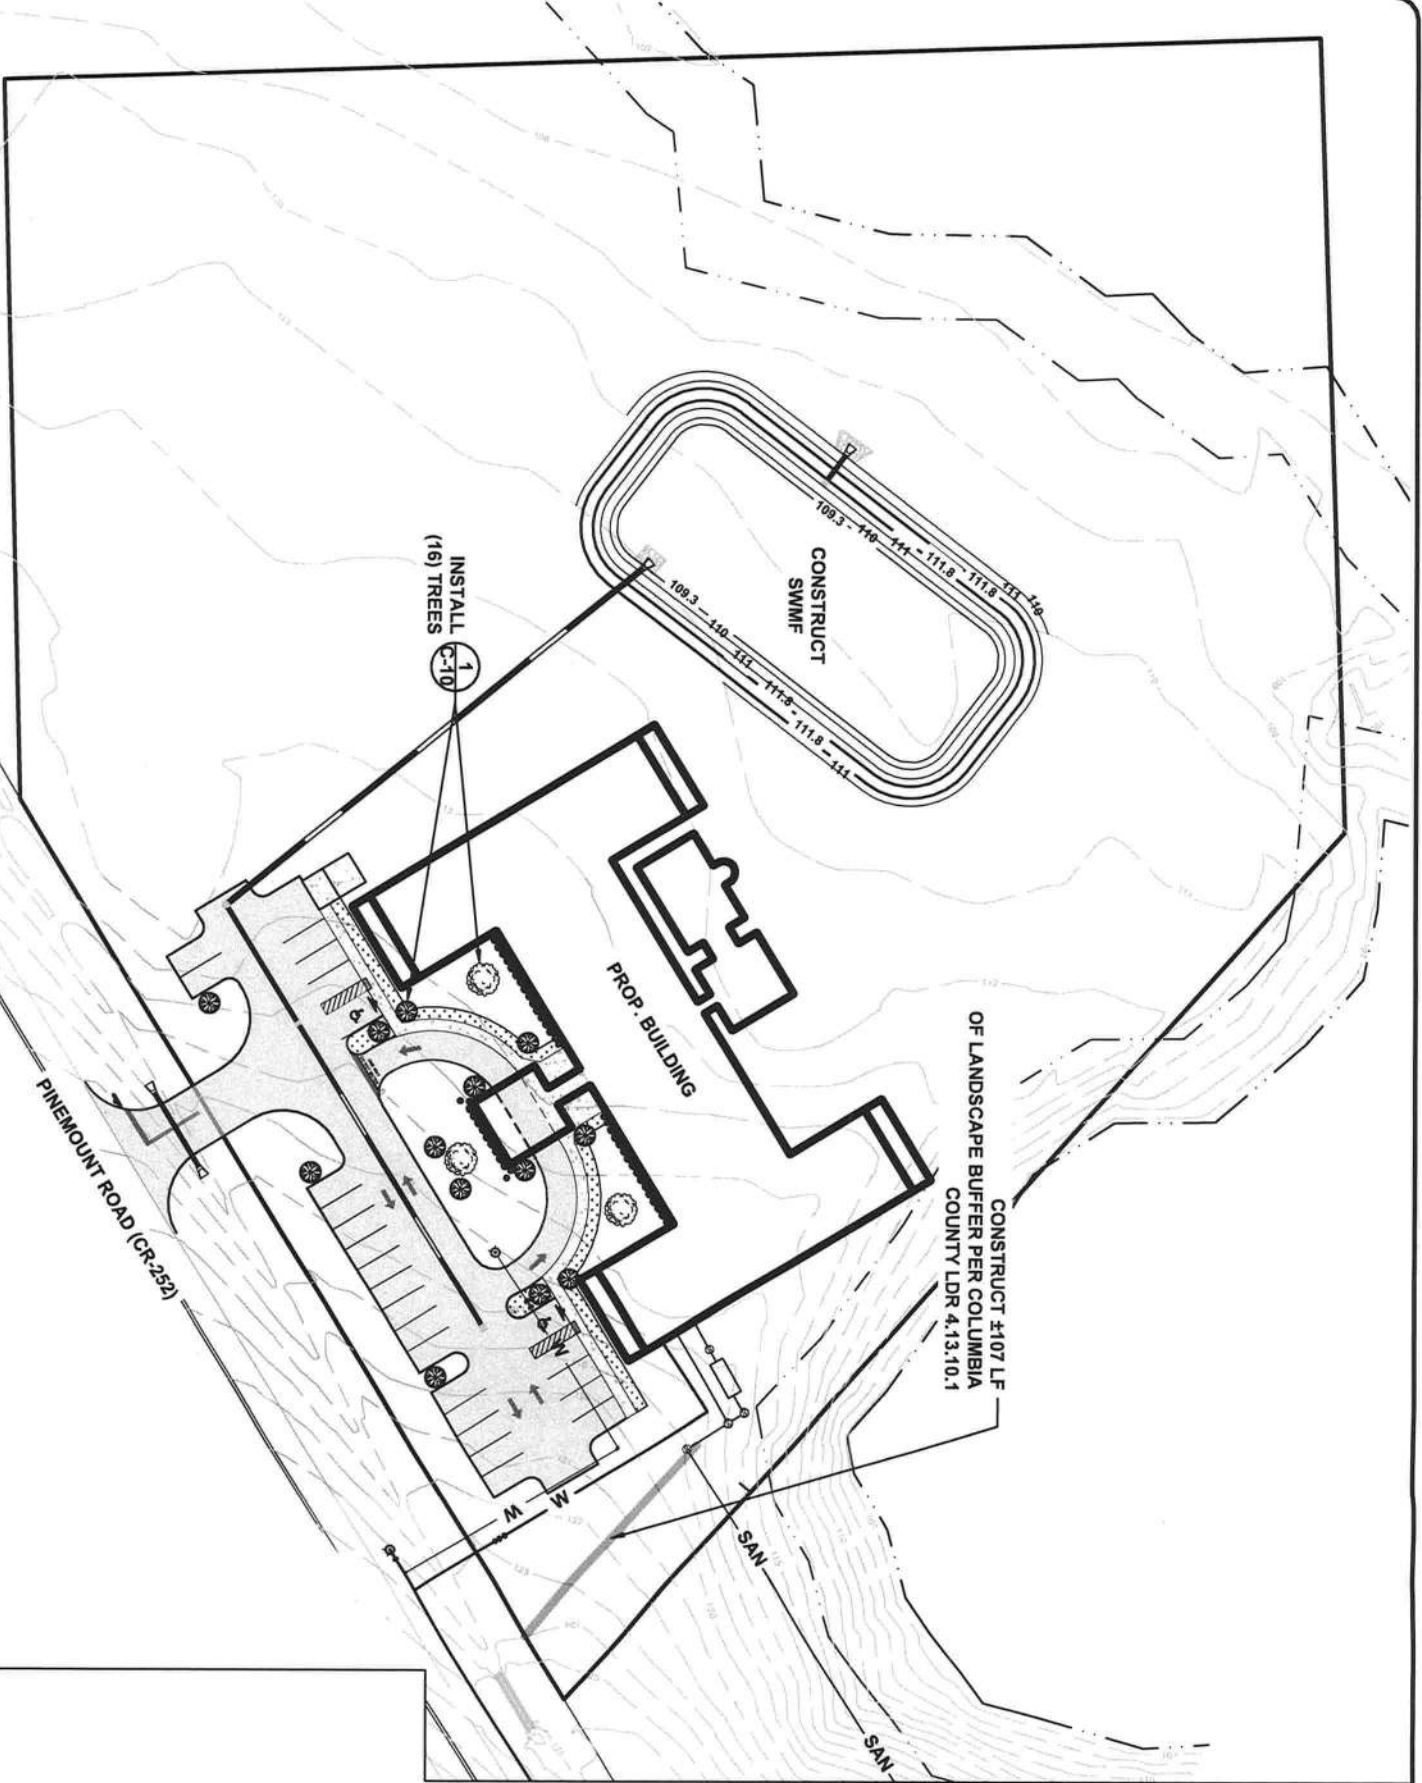 CONSTRUCT
SWMF
109.3 - 110 111 - 111.8 - 111.8 111 110
109.3 - 110 111 111.8 - 111.8 - 111
INSTALL
(16) TREES
1
C-10
PROP. BUILDING
CONSTRUCT ±107 LF
OF LANDSCAPE BUFFER PER COLUMBIA
COUNTY LDR 4.13.10.1
PINEMOUNT ROAD (CR-252)
W
W
W
SAN
SAN